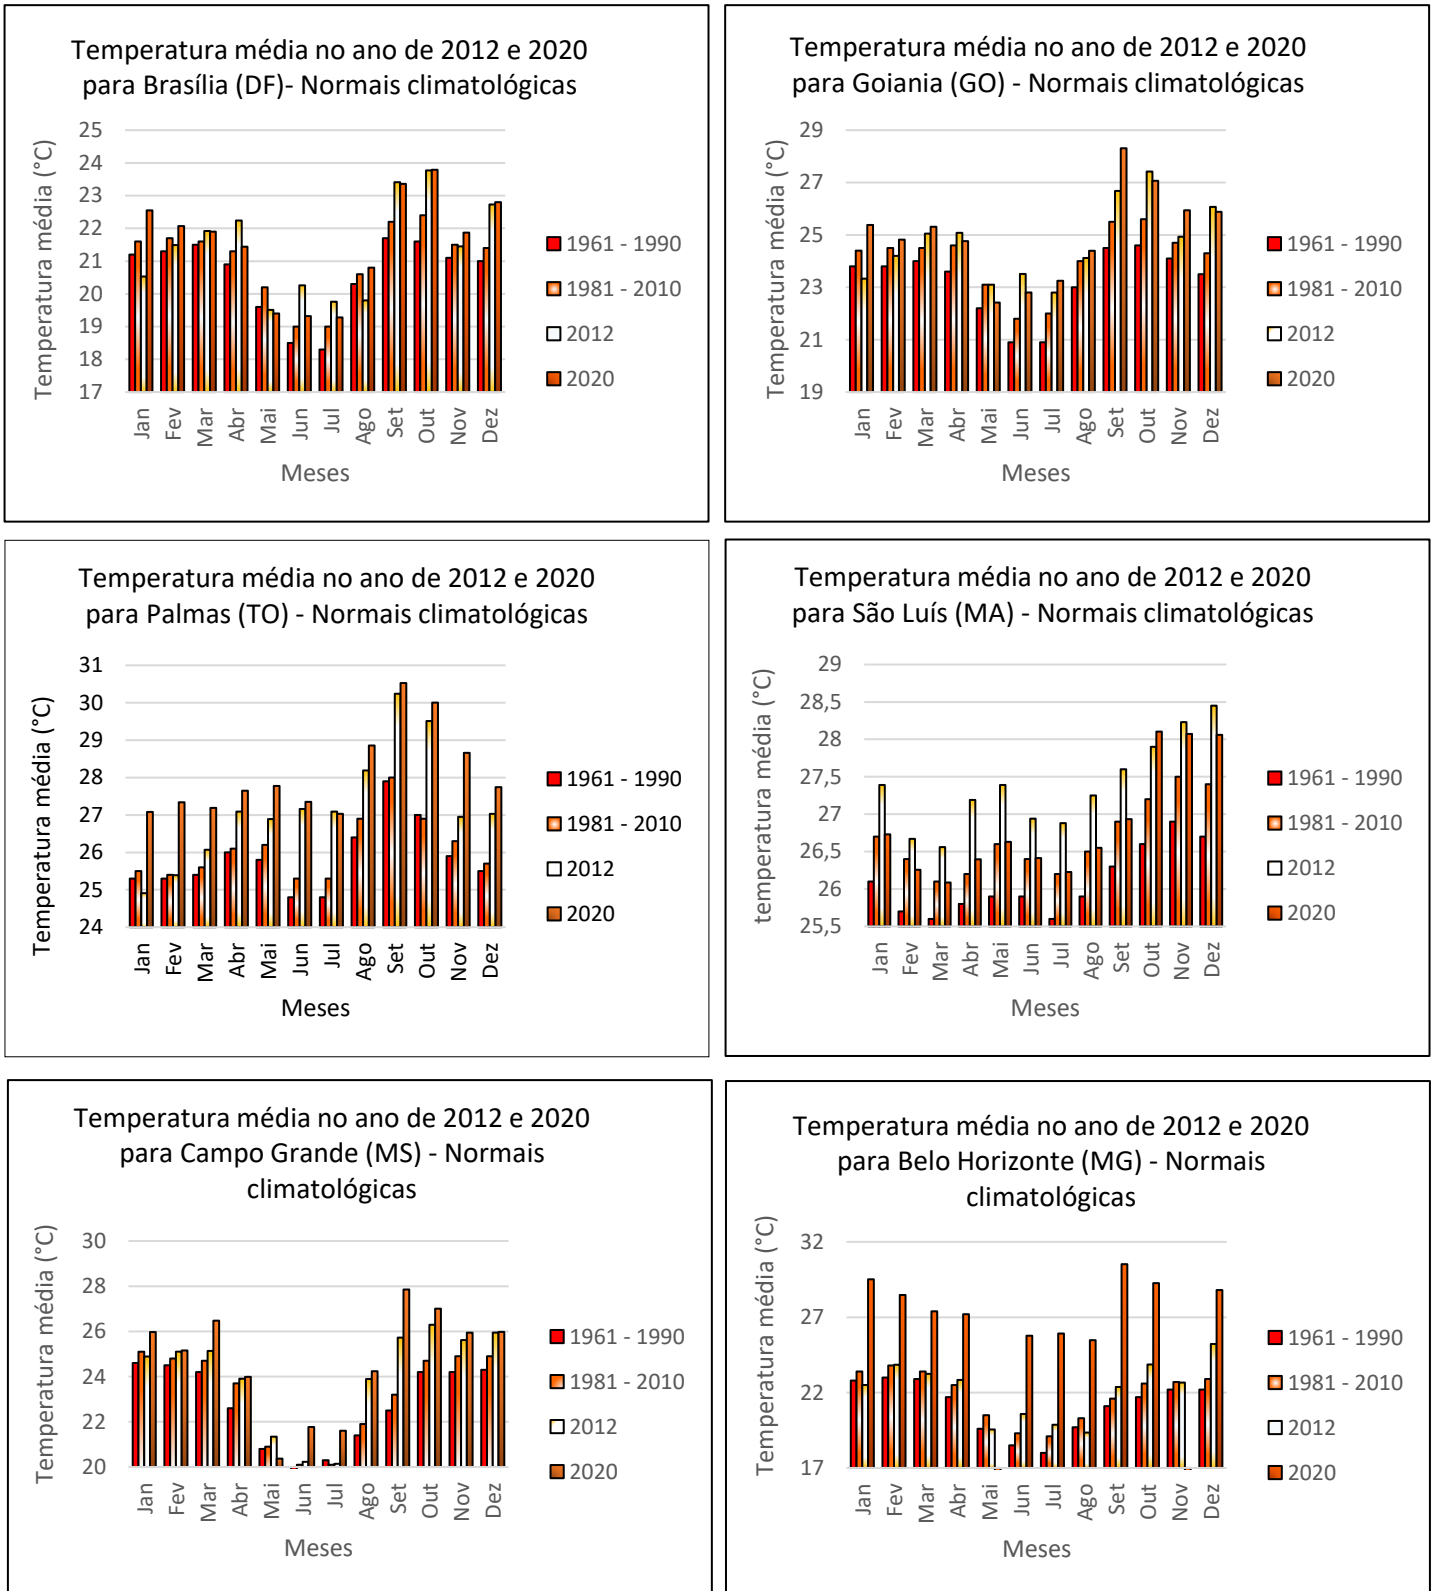 Temperatura média no ano de 2012 e 2020
para Brasília (DF)- Normais climatológicas
Temperatura média (°C)
25
24
23
22
21
20
19
18
17
Jan
Fev
Mar
Abr
Mai
Jun
Jul
Ago
Set
Out
Nov
Dez
Meses
1961 - 1990
1981 - 2010
2012
2020
Temperatura média no ano de 2012 e 2020
para Goiania (GO) - Normais climatológicas
Temperatura média (°C)
29
27
25
23
21
19
Jan
Fev
Mar
Abr
Mai
Jun
Jul
Ago
Set
Out
Nov
Dez
Meses
1961 - 1990
1981 - 2010
2012
2020
Temperatura média no ano de 2012 e 2020
para Palmas (TO) - Normais climatológicas
Temperatura média (°C)
31
30
29
28
27
26
25
24
Jan
Fev
Mar
Abr
Mai
Jun
Jul
Ago
Set
Out
Nov
Dez
Meses
1961 - 1990
1981 - 2010
2012
2020
Temperatura média no ano de 2012 e 2020
para São Luís (MA) - Normais climatológicas
temperatura média (°C)
29
28,5
28
27,5
27
26,5
26
25,5
Jan
Fev
Mar
Abr
Mai
Jun
Jul
Ago
Set
Out
Nov
Dez
Meses
1961 - 1990
1981 - 2010
2012
2020
Temperatura média no ano de 2012 e 2020
para Campo Grande (MS) - Normais
climatológicas
Temperatura média (°C)
30
28
26
24
22
20
Jan
Fev
Mar
Abr
Mai
Jun
Jul
Ago
Set
Out
Nov
Dez
Meses
1961 - 1990
1981 - 2010
2012
2020
Temperatura média no ano de 2012 e 2020
para Belo Horizonte (MG) - Normais
climatológicas
Temperatura média (°C)
32
27
22
17
Jan
Fev
Mar
Abr
Mai
Jun
Jul
Ago
Set
Out
Nov
Dez
Meses
1961 - 1990
1981 - 2010
2012
2020